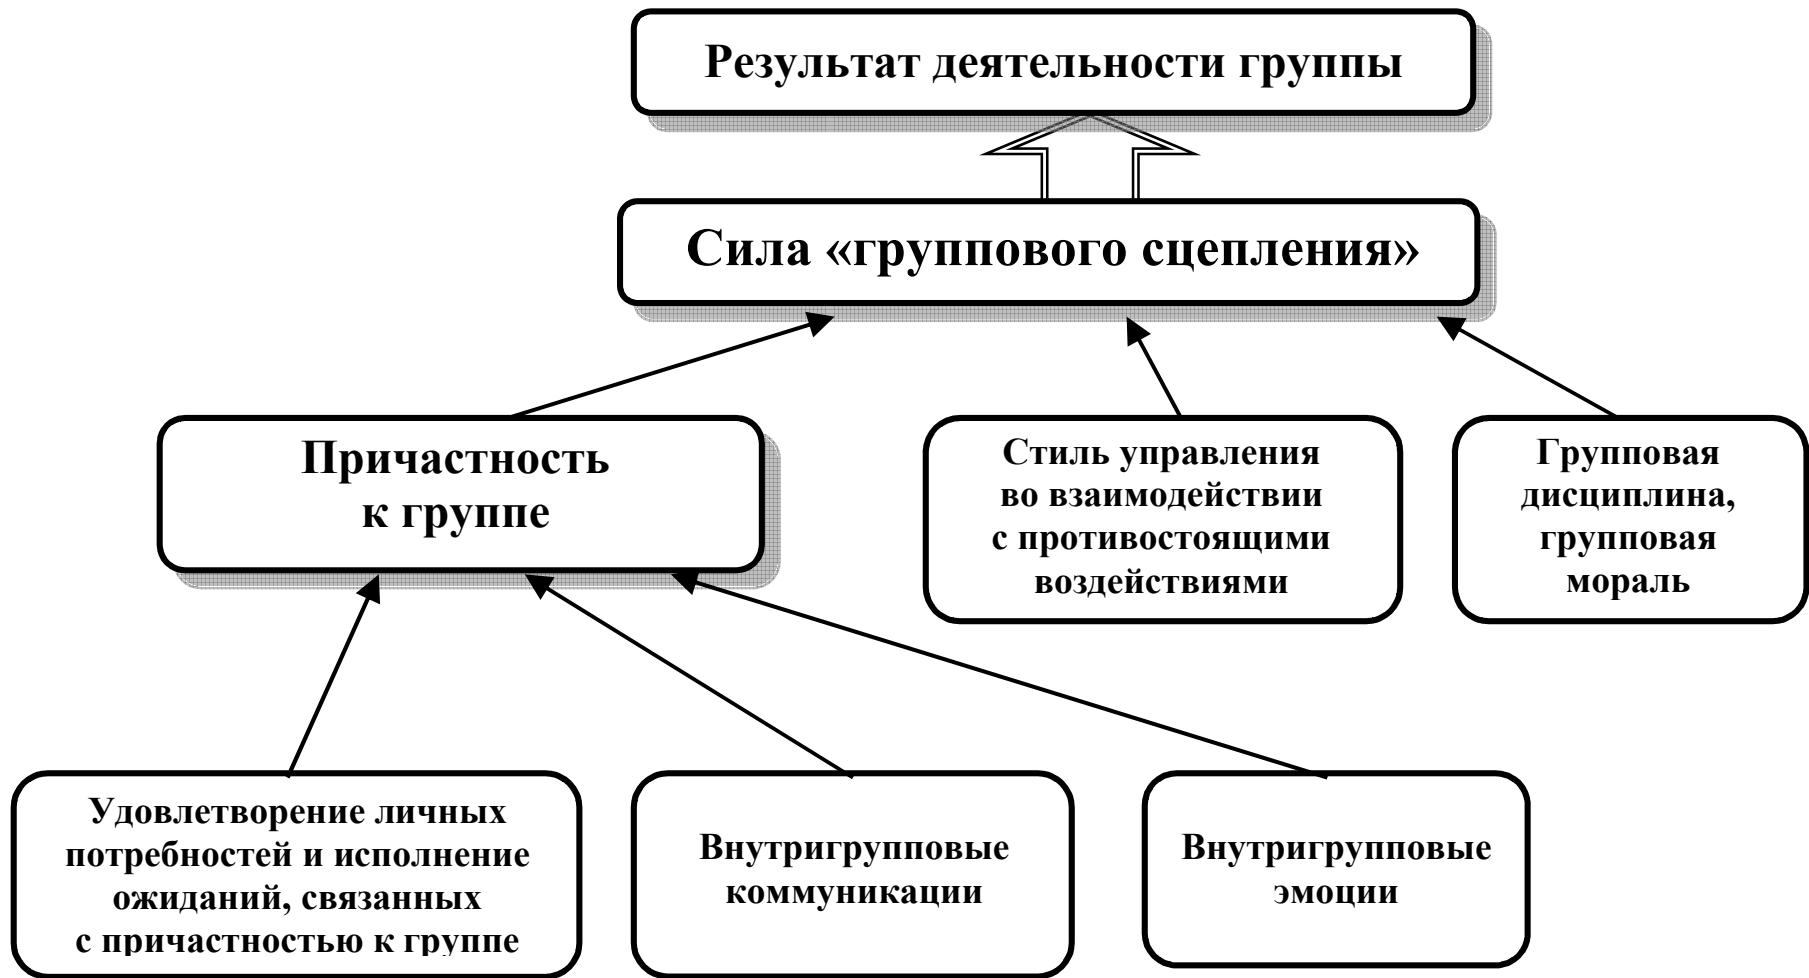 Результат деятельности группы
Сила «группового сцепления»
Причастность
к группе
Стиль управления
во взаимодействии
с противостоящими
воздействиями
Групповая
дисциплина,
групповая
мораль
Удовлетворение личных
потребностей и исполнение
ожиданий, связанных
с причастностью к группе
Внутригрупповые
коммуникации
Внутригрупповые
эмоции